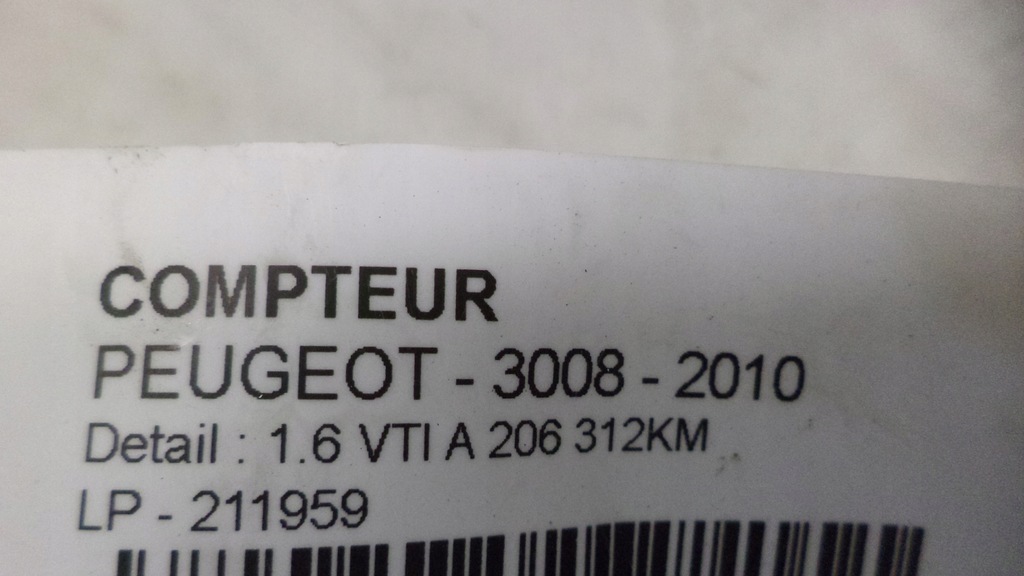 COMPTEUR
PEUGEOT - 3008 - 2010
Detail : 1.6 VTI A 206 312KM
LP - 211959